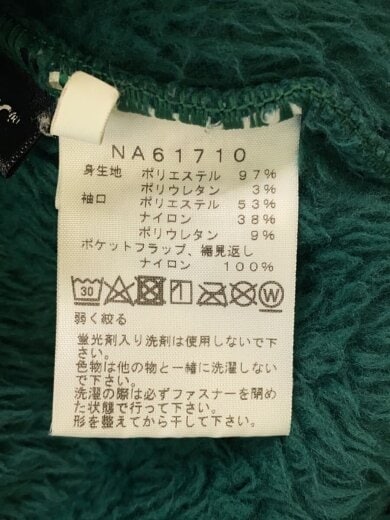 NA61710
身生地 ポリエステル 97%
ポリウレタン 3%
袖口 ポリエステル 53%
ナイロン 38%
ポリウレタン 9%
ポケットフラップ、裾見返し
ナイロン 100%
30 W
弱く絞る
蛍光剤入り洗剤は使用しないで下
さい。
色物は他の物と一緒に洗濯しない
で下さい。
洗濯の際は必ずファスナーを閉め
た状態で行って下さい。
形を整えてから干して下さい。